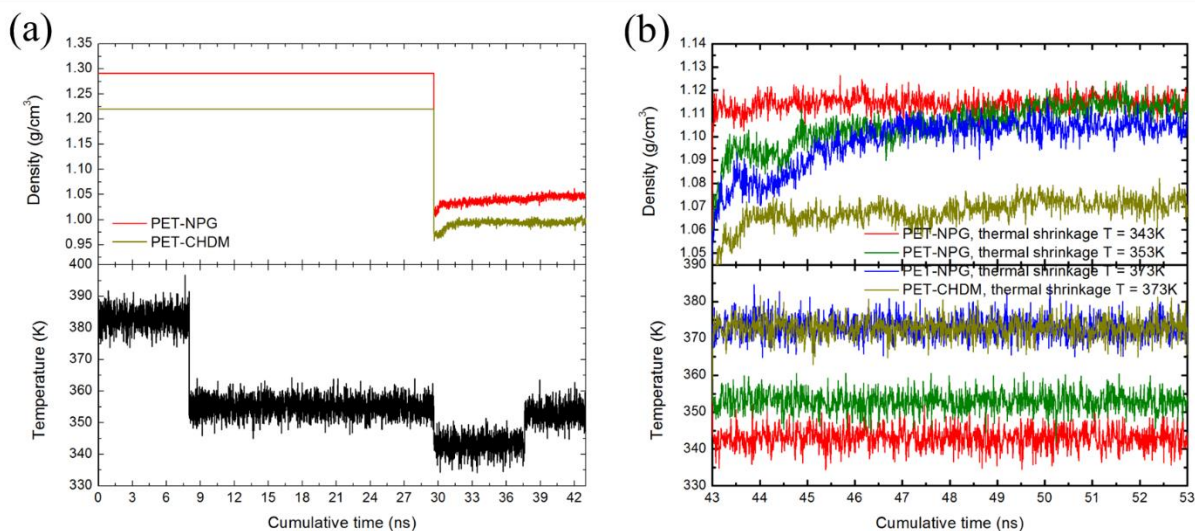 (a)
1.35
1.30
1.25
1.20
1.15
1.10
1.05
1.00
0.95
Density (g/cm³)
PET-NPG
PET-CHDM
400
390
380
370
360
350
340
330
Temperature (K)
0 3 6 9 12 15 18 21 24 27 30 33 36 39 42
Cumulative time (ns)
(b)
1.14
1.13
1.12
1.11
1.10
1.09
1.08
1.07
1.06
1.05
Density (g/cm³)
PET-NPG, thermal shrinkage T = 343K
PET-NPG, thermal shrinkage T = 353K
PET-NPG, thermal shrinkage T = 373K
PET-CHDM, thermal shrinkage T = 373K
390
380
370
360
350
340
330
Temperature (K)
43 44 45 46 47 48 49 50 51 52 53
Cumulative time (ns)